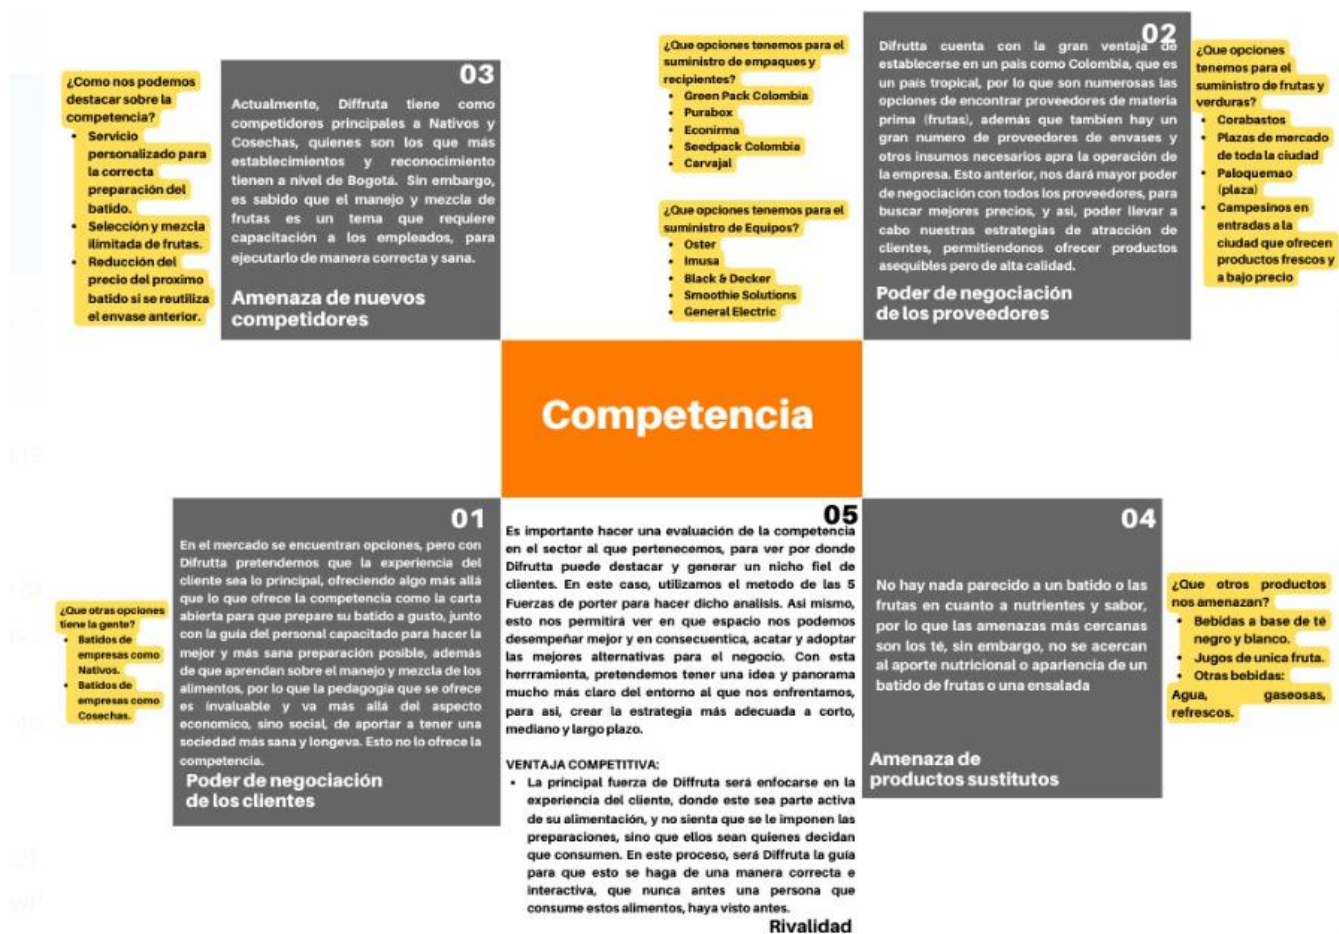 ¿Como nos podemos
destacar sobre la
competencia?
• Servicio
personalizado para
la correcta
preparación del
batido.
• Selección y mezcla
ilimitada de frutas.
• Reducción del
precio del proximo
batido si se reutiliza
el envase anterior.
03
Actualmente, Diffruta tiene como
competidores principales a Nativos y
Cosechas, quienes son los que más
establecimientos y reconocimiento
tienen a nivel de Bogotá. Sin embargo,
es sabido que el manejo y mezcla de
frutas es un tema que requiere
capacitación a los empleados, para
ejecutarlo de manera correcta y sana.
Amenaza de nuevos
competidores
¿Que opciones tenemos para el
suministro de empaques y
recipientes?
• Green Pack Colombia
• Purabox
• Econirma
• Seedpack Colombia
• Carvajal
¿Que opciones tenemos para el
suministro de Equipos?
• Oster
• Imusa
• Black & Decker
• Smoothie Solutions
• General Electric
02
Difrutta cuenta con la gran ventaja de
establecerse en un pais como Colombia, que es
un pais tropical, por lo que son numerosas las
opciones de encontrar proveedores de materia
prima (frutas), además que tambien hay un
gran numero de proveedores de envases y
otros insumos necesarios apra la operación de
la empresa. Esto anterior, nos dará mayor poder
de negociación con todos los proveedores, para
buscar mejores precios, y asi, poder llevar a
cabo nuestras estrategias de atracción de
clientes, permitiendonos ofrecer productos
asequibles pero de alta calidad.
Poder de negociación
de los proveedores
¿Que opciones
tenemos para el
suministro de frutas y
verduras?
• Corabastos
• Plazas de mercado
de toda la ciudad
• Paloquemao
(plaza)
• Campesinos en
entradas a la
ciudad que ofrecen
productos frescos y
a bajo precio
Competencia
¿Que otras opciones
tiene la gente?
• Batidos de
empresas como
Nativos.
• Batidos de
empresas como
Cosechas.
01
En el mercado se encuentran opciones, pero con
Difrutta pretendemos que la experiencia del
cliente sea lo principal, ofreciendo algo más allá
que lo que ofrece la competencia como la carta
abierta para que prepare su batido a gusto, junto
con la guía del personal capacitado para hacer la
mejor y más sana preparación posible, además
de que aprendan sobre el manejo y mezcla de los
alimentos, por lo que la pedagogia que se ofrece
es invaluable y va más allá del aspecto
economico, sino social, de aportar a tener una
sociedad más sana y longeva. Esto no lo ofrece la
competencia.
Poder de negociación
de los clientes
05
Es importante hacer una evaluación de la competencia
en el sector al que pertenecemos, para ver por donde
Difrutta puede destacar y generar un nicho fiel de
clientes. En este caso, utilizamos el metodo de las 5
Fuerzas de porter para hacer dicho analisis. Asi mismo,
esto nos permitirá ver en que espacio nos podemos
desempeñar mejor y en consecuentica, acatar y adoptar
las mejores alternativas para el negocio. Con esta
herrramienta, pretendemos tener una idea y panorama
mucho más claro del entorno al que nos enfrentamos,
para asi, crear la estrategia más adecuada a corto,
mediano y largo plazo.
VENTAJA COMPETITIVA:
• La principal fuerza de Diffruta será enfocarse en la
experiencia del cliente, donde este sea parte activa
de su alimentación, y no sienta que se le imponen las
preparaciones, sino que ellos sean quienes decidan
que consumen. En este proceso, será Diffruta la guía
para que esto se haga de una manera correcta e
interactiva, que nunca antes una persona que
consume estos alimentos, haya visto antes.
Rivalidad
04
No hay nada parecido a un batido o las
frutas en cuanto a nutrientes y sabor,
por lo que las amenazas más cercanas
son los té, sin embargo, no se acercan
al aporte nutricional o apariencia de un
batido de frutas o una ensalada
Amenaza de
productos sustitutos
¿Que otros productos
nos amenazan?
• Bebidas a base de té
negro y blanco.
• Jugos de unica fruta.
• Otras bebidas:
Agua, gaseosas,
refrescos.